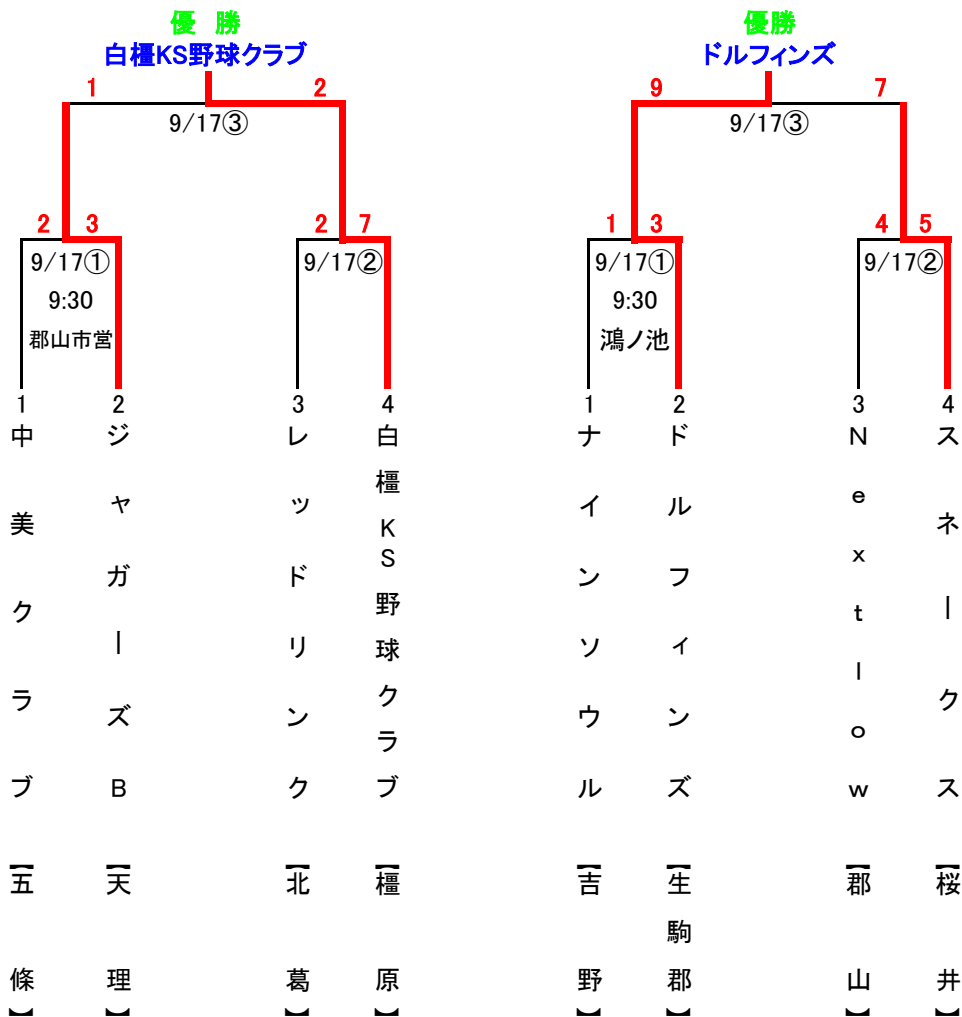 優 勝
白橿KS野球クラブ
1
2
9/17③
2
3
2
7
9/17①
9:30
郡山市営
9/17②
1
2
3
4
中美クラブ【五條】
ジャガーズB【天理】
レッドリンク【北葛】
白橿KS野球クラブ【橿原】
優勝
ドルフィンズ
9
7
9/17③
1
3
4
5
9/17①
9:30
鴻ノ池
9/17②
1
2
3
4
ナインソウル【吉野】
ドルフィンズ【生駒郡】
Nextlow【郡山】
スネークス【桜井】